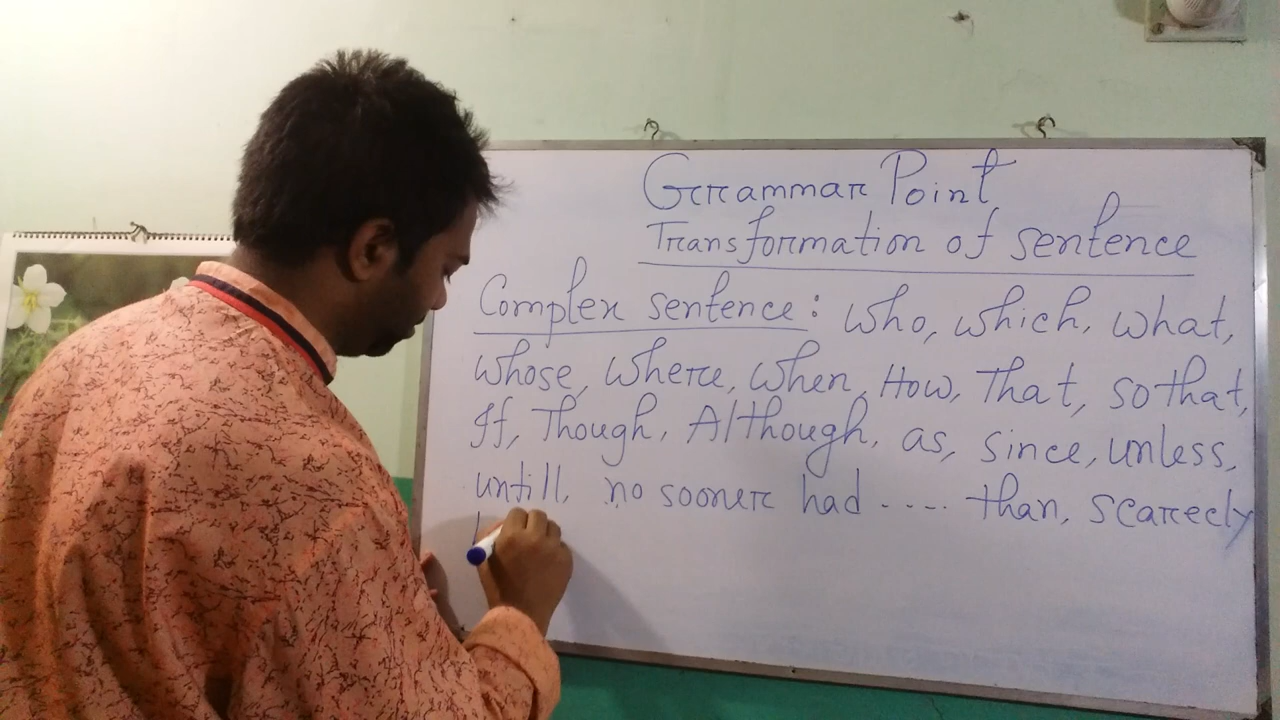 Grammar Point
Transformation of sentence
Complex sentence: Who, which, what,
Whose, Where, When, How, That, so that,
If, Though, Although, as, since, unless,
untill, no sooner had ---- than, scarcely